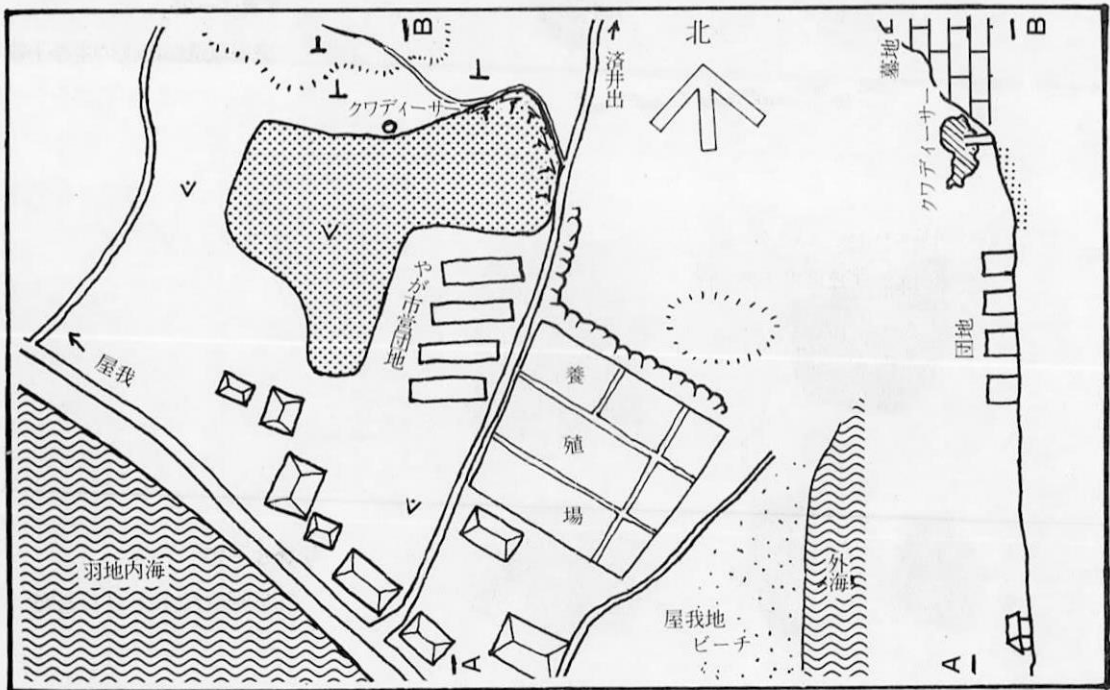 B
北
済井出
クワディーサー
やが市営団地
屋我
養殖場
羽地内海
屋我地
ビーチ
外海
A
B
墓地
クワディーサー
団地
A